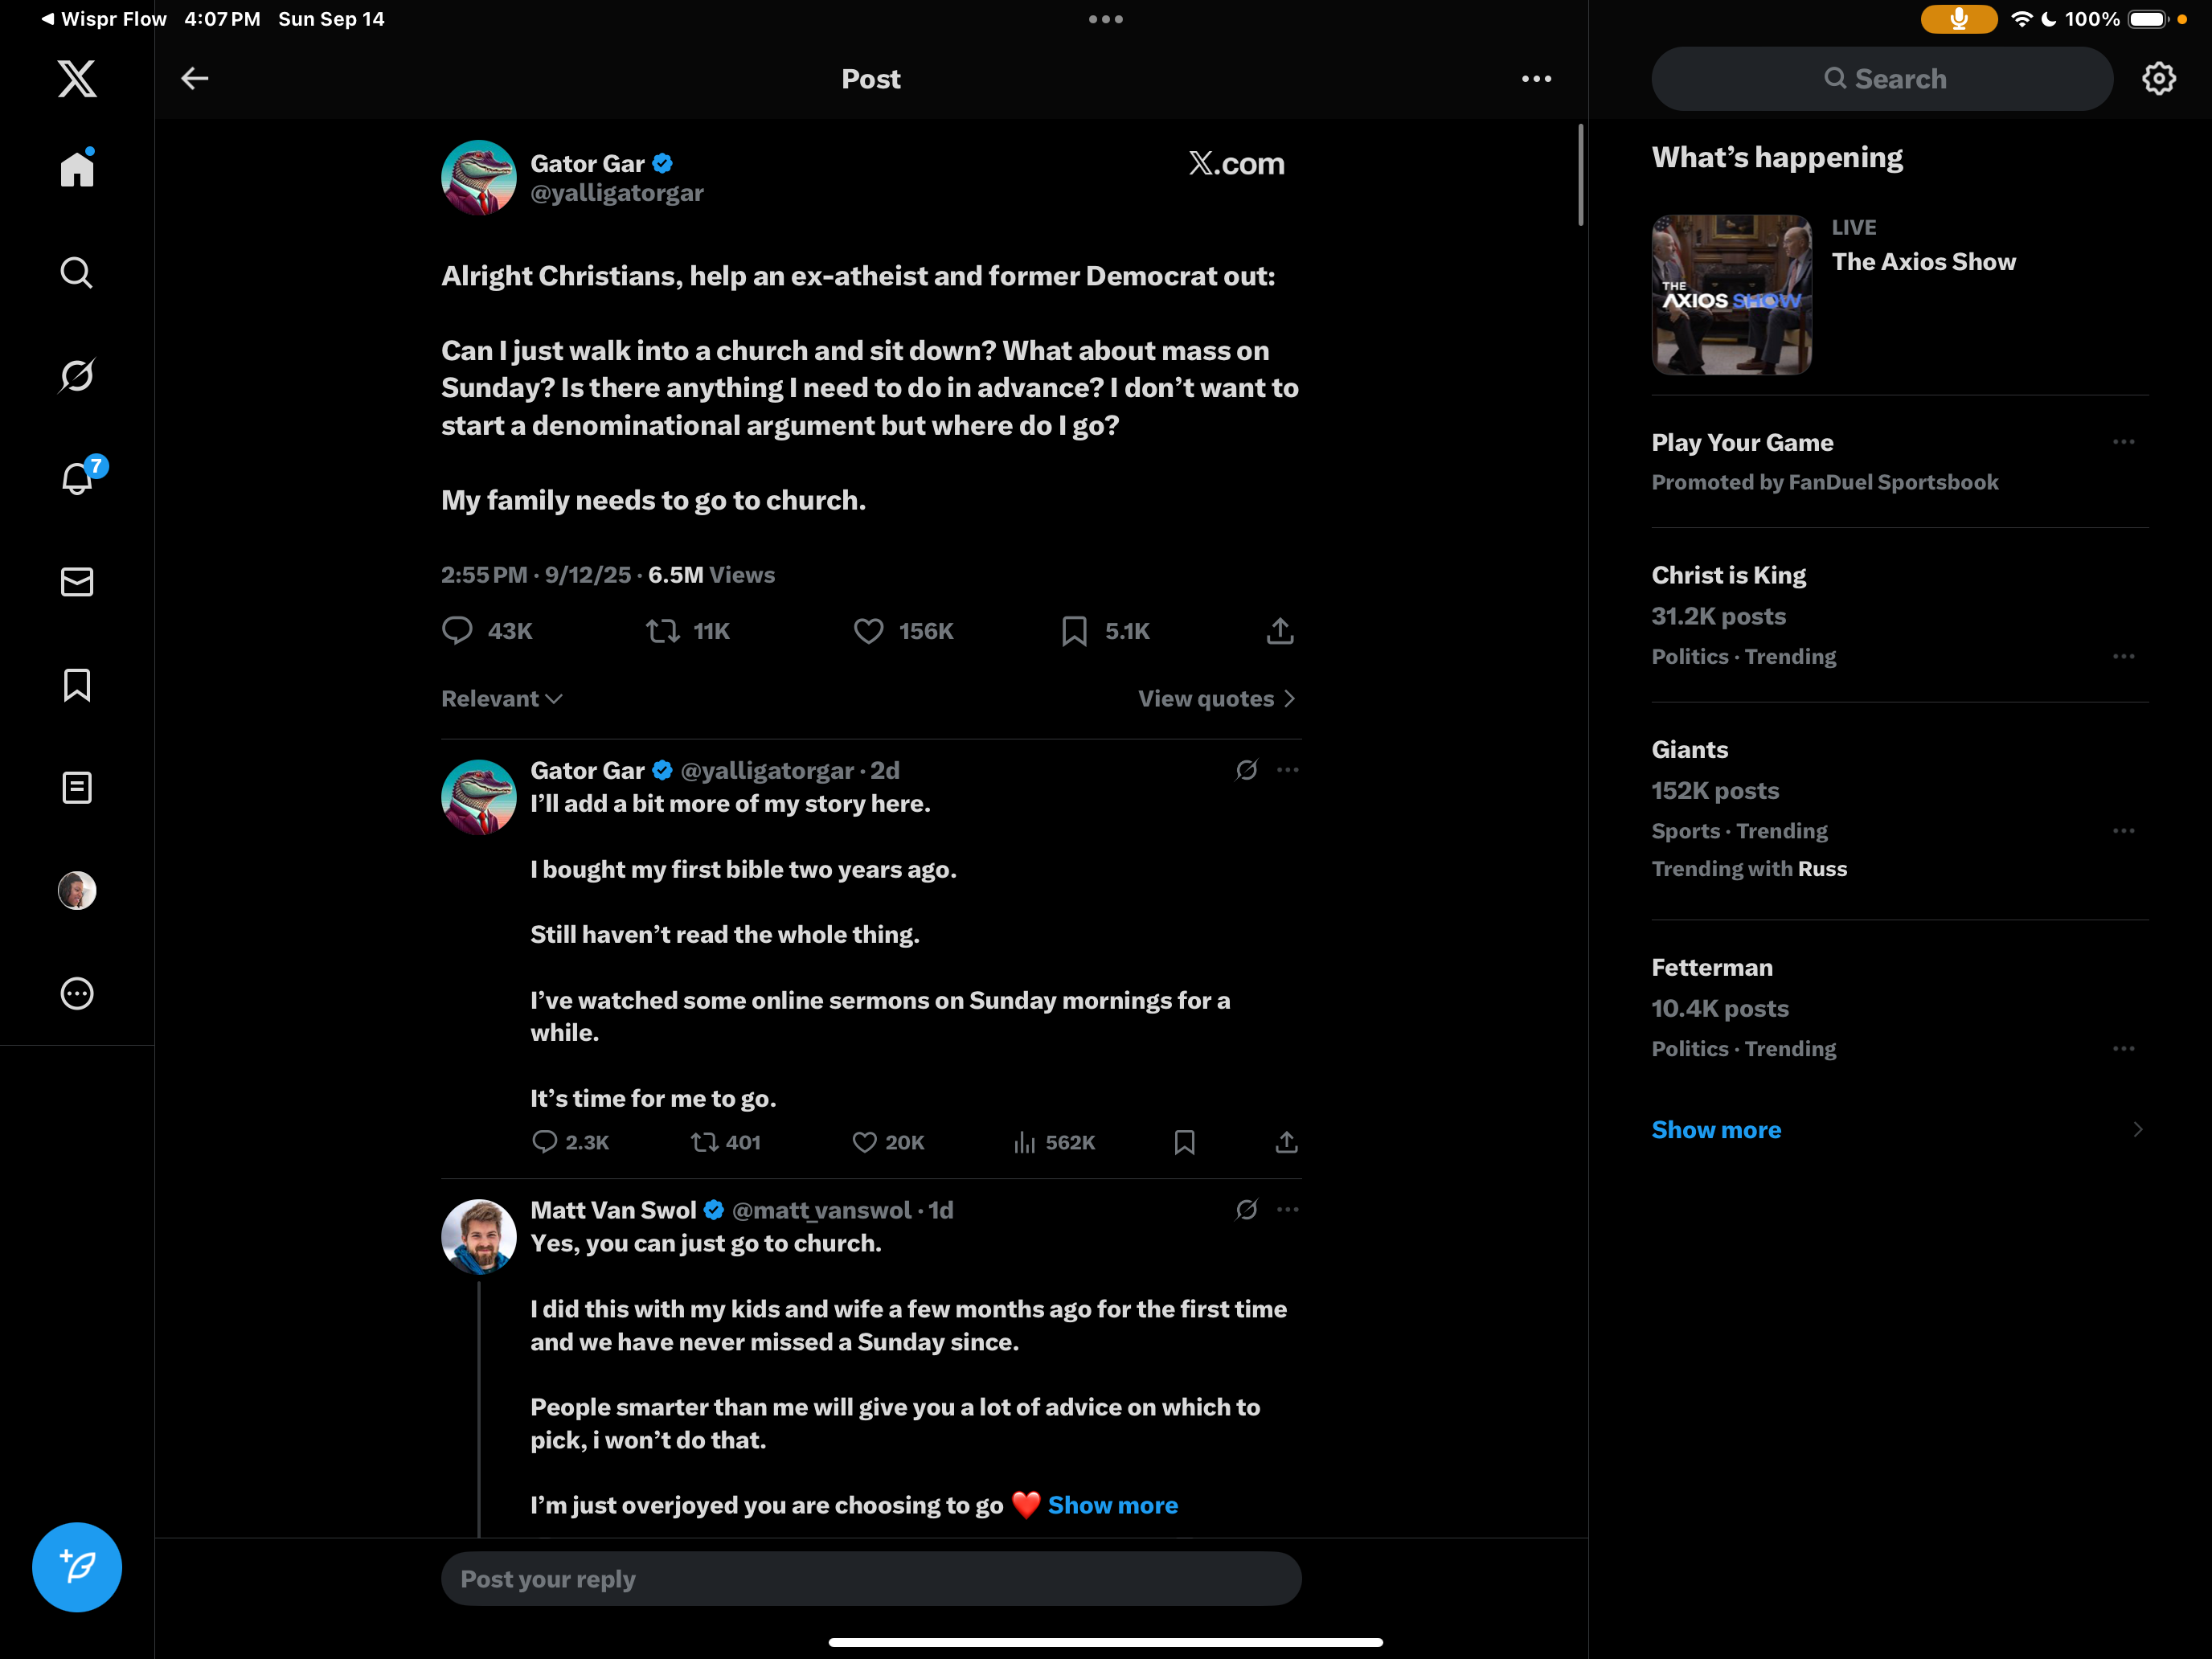 Wispr Flow 4:07 PM Sun Sep 14
100%
Post
Search
Gator Gar
@yalligatorgar
X.com
Alright Christians, help an ex-atheist and former Democrat out:
Can I just walk into a church and sit down? What about mass on
Sunday? Is there anything I need to do in advance? I don’t want to
start a denominational argument but where do I go?
My family needs to go to church.
2:55 PM · 9/12/25 · 6.5M Views
43K 11K 156K 5.1K
Relevant View quotes
7
Gator Gar @yalligatorgar · 2d
I’ll add a bit more of my story here.
I bought my first bible two years ago.
Still haven’t read the whole thing.
I’ve watched some online sermons on Sunday mornings for a
while.
It’s time for me to go.
2.3K 401 20K 562K
Matt Van Swol @matt_vanswol · 1d
Yes, you can just go to church.
I did this with my kids and wife a few months ago for the first time
and we have never missed a Sunday since.
People smarter than me will give you a lot of advice on which to
pick, i won’t do that.
I’m just overjoyed you are choosing to go ❤️ Show more
Post your reply
What’s happening
THE
AXIOS SHOW
LIVE
The Axios Show
Play Your Game
Promoted by FanDuel Sportsbook
Christ is King
31.2K posts
Politics · Trending
Giants
152K posts
Sports · Trending
Trending with Russ
Fetterman
10.4K posts
Politics · Trending
Show more